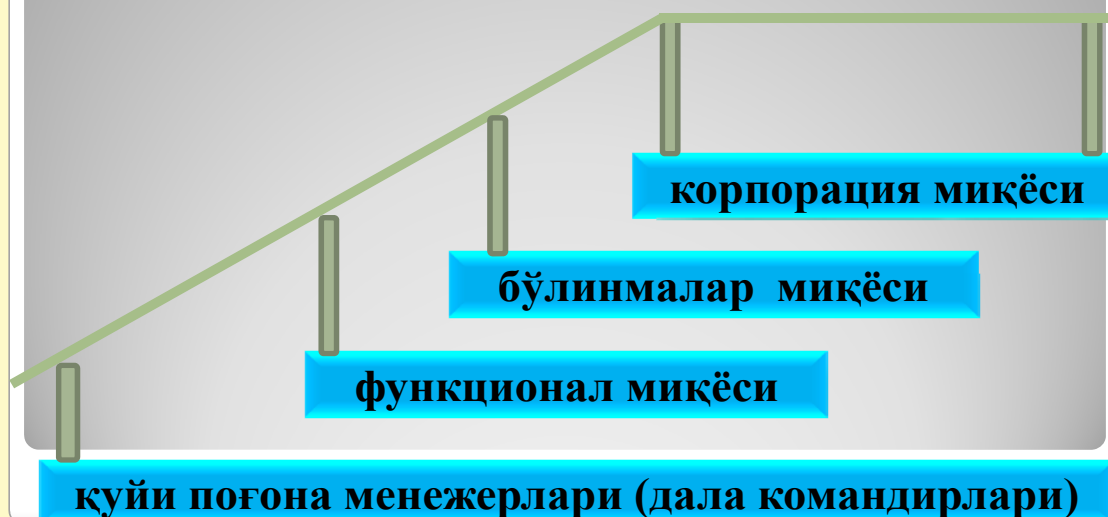 корпорация миқёси
бўлинмалар миқёси
функционал миқёси
қуйи поғона менежерлари (дала командирлари)